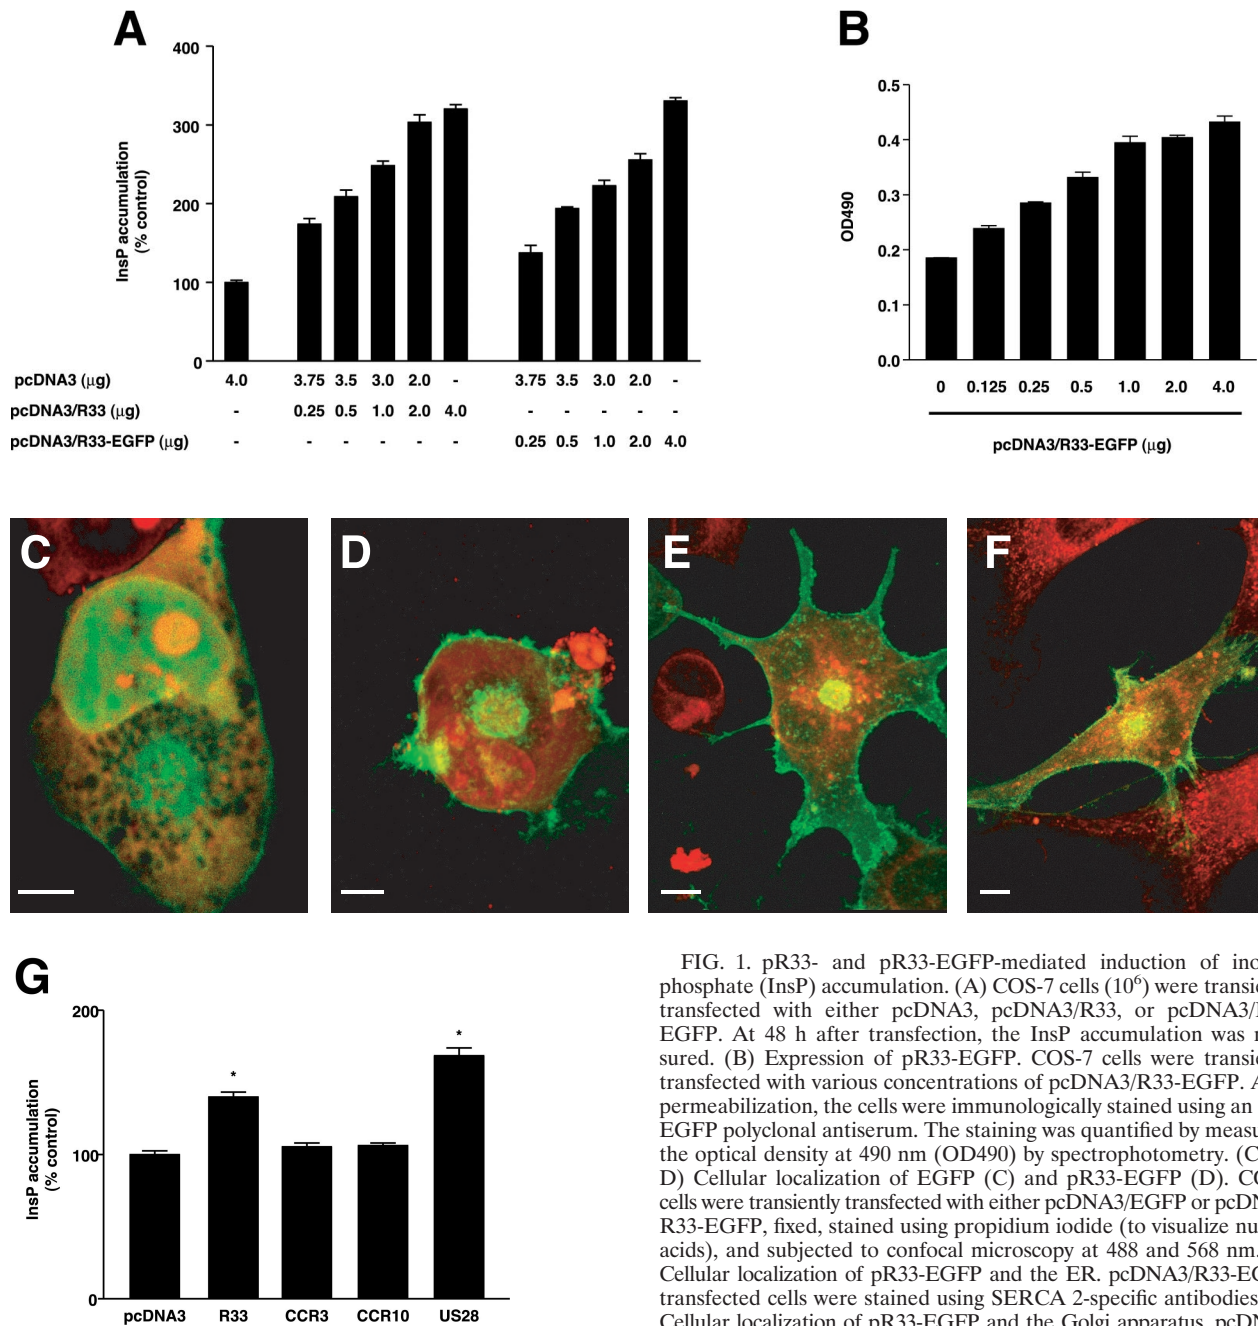 A
400
300
200
100
0
InsP accumulation
(% control)
pcDNA3 (μg) 4.0 3.75 3.5 3.0 2.0 - 3.75 3.5 3.0 2.0 -
pcDNA3/R33 (μg) - 0.25 0.5 1.0 2.0 4.0 - - - - -
pcDNA3/R33-EGFP (μg) - - - - - - 0.25 0.5 1.0 2.0 4.0
B
0.5
0.4
0.3
0.2
0.1
0.0
OD490
0 0.125 0.25 0.5 1.0 2.0 4.0
pcDNA3/R33-EGFP (μg)
C
D
E
F
G
200
100
0
InsP accumulation
(% control)
* *
pcDNA3 R33 CCR3 CCR10 US28
FIG. 1. pR33- and pR33-EGFP-mediated induction of ino
phosphate (InsP) accumulation. (A) COS-7 cells (10⁶) were transie
transfected with either pcDNA3, pcDNA3/R33, or pcDNA3/
EGFP. At 48 h after transfection, the InsP accumulation was
sured. (B) Expression of pR33-EGFP. COS-7 cells were transie
transfected with various concentrations of pcDNA3/R33-EGFP.
permeabilization, the cells were immunologically stained using an
EGFP polyclonal antiserum. The staining was quantified by measu
the optical density at 490 nm (OD490) by spectrophotometry. (C
D) Cellular localization of EGFP (C) and pR33-EGFP (D). CO
cells were transiently transfected with either pcDNA3/EGFP or pcDN
R33-EGFP, fixed, stained using propidium iodide (to visualize nu
acids), and subjected to confocal microscopy at 488 and 568 nm.
Cellular localization of pR33-EGFP and the ER. pcDNA3/R33-EG
transfected cells were stained using SERCA 2-specific antibodies
Cellular localization of pR33-EGFP and the Golgi apparatus. pcDN